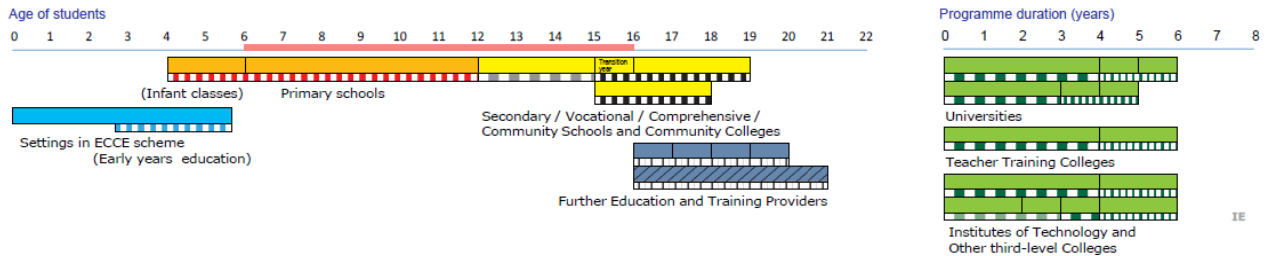 Age of students
Programme duration (years)
0 1 2 3 4 5 6 7 8 9 10 11 12 13 14 15 16 17 18 19 20 21 22
0 1 2 3 4 5 6 7 8
Transition
year
(Infant classes)
Primary schools
Secondary / Vocational / Comprehensive /
Community Schools and Community Colleges
Settings in ECCE scheme
(Early years education)
Further Education and Training Providers
Universities
Teacher Training Colleges
Institutes of Technology and
Other third-level Colleges
IE